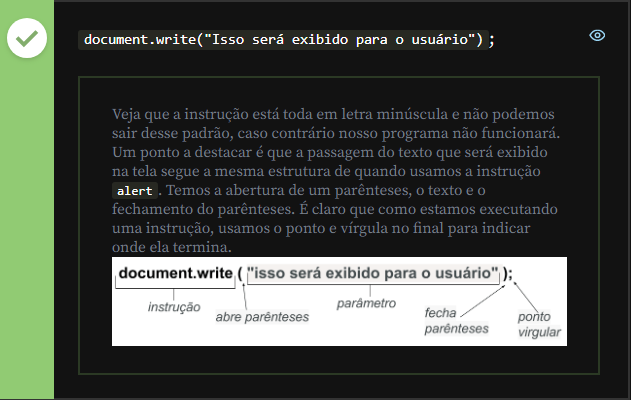 document.write("Isso será exibido para o usuário");
Veja que a instrução está toda em letra minúscula e não podemos
sair desse padrão, caso contrário nosso programa não funcionará.
Um ponto a destacar é que a passagem do texto que será exibido
na tela segue a mesma estrutura de quando usamos a instrução
alert. Temos a abertura de um parênteses, o texto e o
fechamento do parênteses. É claro que como estamos executando
uma instrução, usamos o ponto e vírgula no final para indicar
onde ela termina.
document.write ( "isso será exibido para o usuário" );
instrução
abre parênteses
parâmetro
fecha
parênteses
ponto
virgular